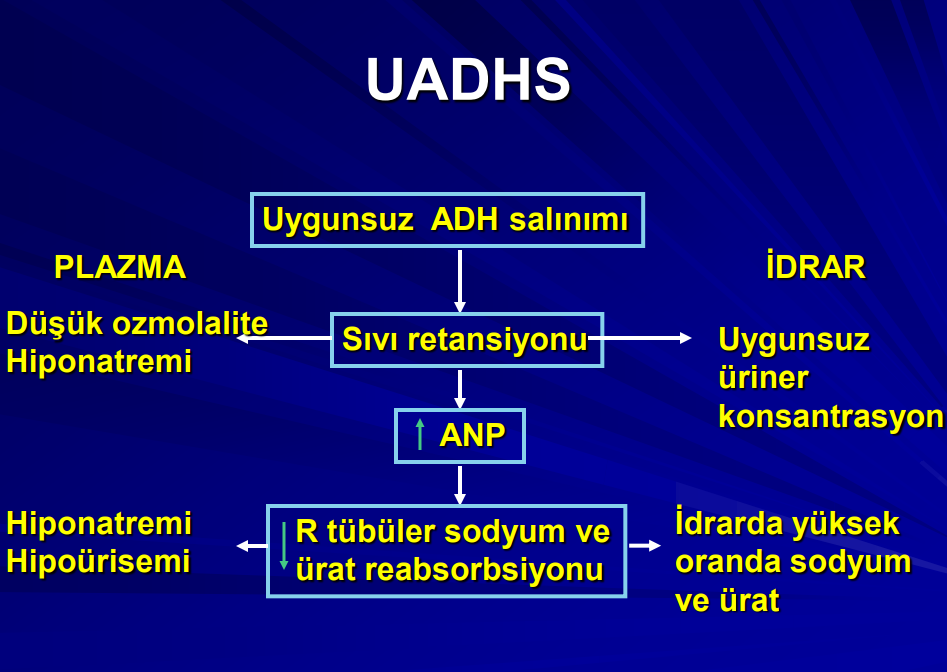 UADHS
Uygunsuz ADH salınımı
PLAZMA
İDRAR
Düşük ozmolalite
Hiponatremi
Sıvı retansiyonu
Uygunsuz
üriner
konsantrasyon
↑ ANP
Hiponatremi
Hipoürisemi
↓ R tübüler sodyum ve
ürat reabsorbsiyonu
İdrarda yüksek
oranda sodyum
ve ürat